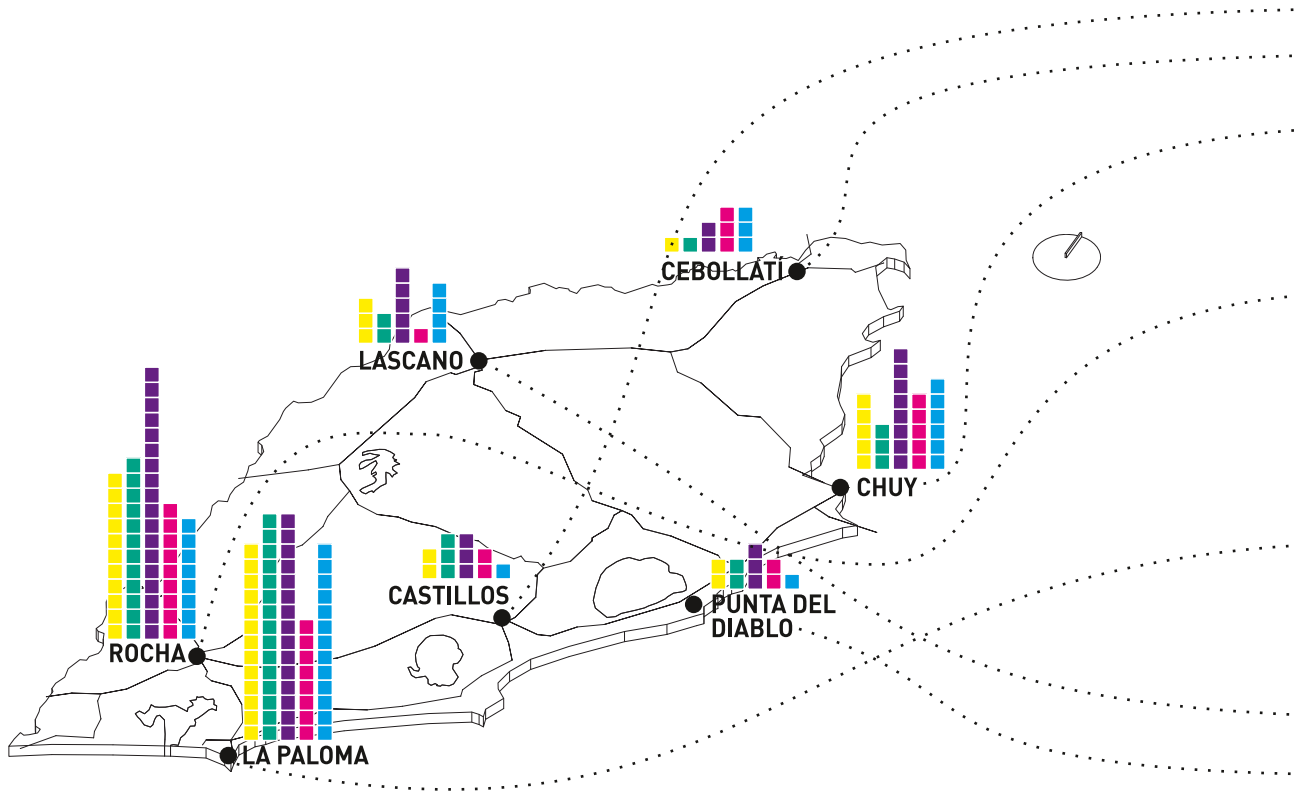 CEBOLLATÍ
LASCANO
CHUY
CASTILLOS
PUNTA DEL
DIABLO
ROCHA
LA PALOMA